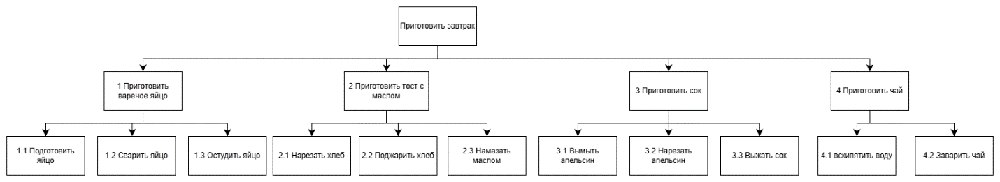 Приготовить завтрак
1 Приготовить
вареное яйцо
2 Приготовить тост с
маслом
3 Приготовить сок
4 Приготовить чай
1.1 Подготовить
яйцо
1.2 Сварить яйцо
1.3 Остудить яйцо
2.1 Нарезать хлеб
2.2 Поджарить хлеб
2.3 Намазать
маслом
3.1 Вымыть
апельсин
3.2 Нарезать
апельсин
3.3 Выжать сок
4.1 вскипятить воду
4.2 Заварить чай